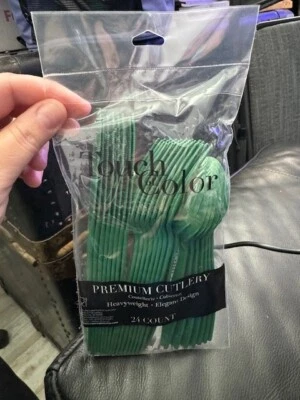 Touch
of Color
PREMIUM CUTLERY
Heavyweight • Elegant Design
24 COUNT